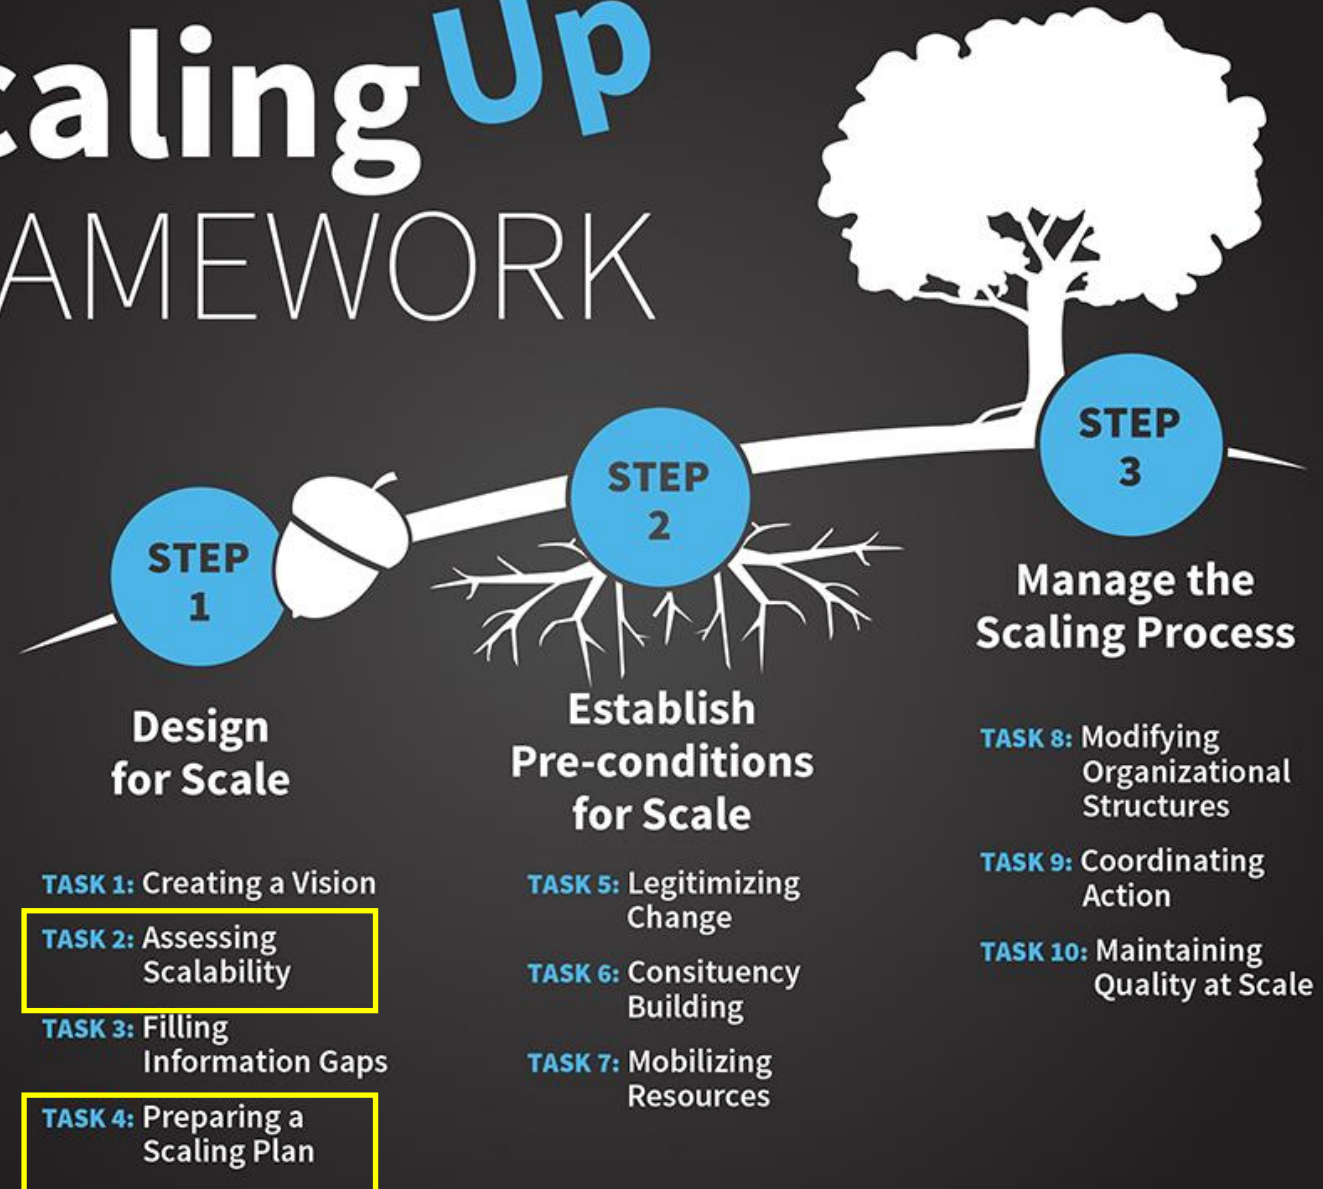 caling Up
AMEWORK
STEP
1
Design
for Scale
TASK 1: Creating a Vision
TASK 2: Assessing
Scalability
TASK 3: Filling
Information Gaps
TASK 4: Preparing a
Scaling Plan
STEP
2
Establish
Pre-conditions
for Scale
TASK 5: Legitimizing
Change
TASK 6: Consituency
Building
TASK 7: Mobilizing
Resources
STEP
3
Manage the
Scaling Process
TASK 8: Modifying
Organizational
Structures
TASK 9: Coordinating
Action
TASK 10: Maintaining
Quality at Scale